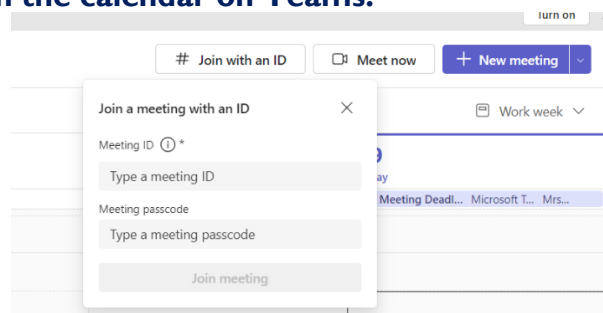 the calendar on Teams.
Turn on
# Join with an ID Meet now + New meeting
Join a meeting with an ID
Work week
Meeting ID *
Type a meeting ID
Meeting Deadl... Microsoft T... Mrs...
Meeting passcode
Type a meeting passcode
Join meeting